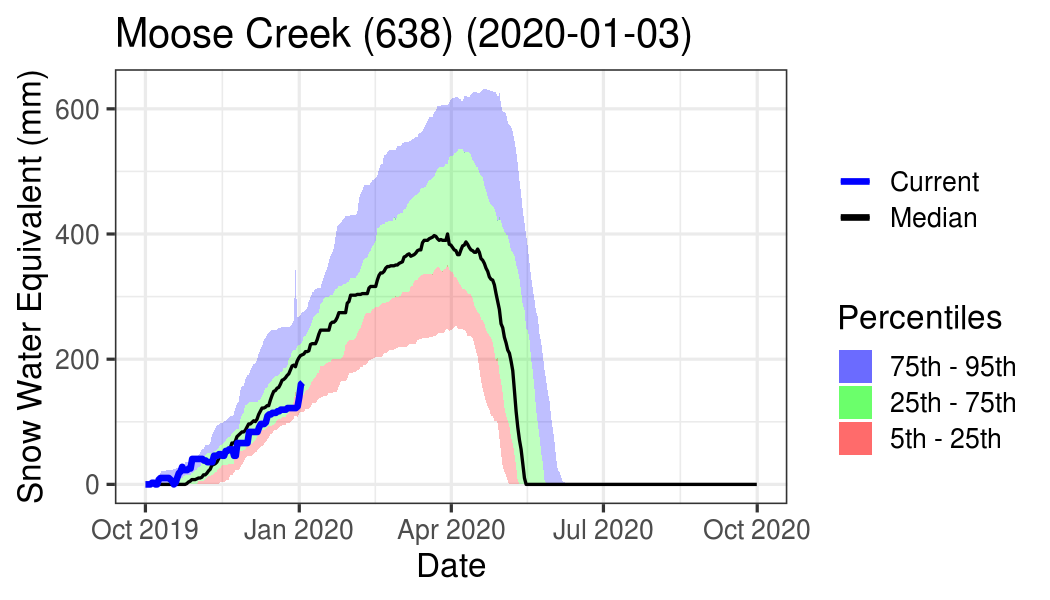 Moose Creek (638) (2020-01-03)
Snow Water Equivalent (mm)
600
400
200
0
Oct 2019
Jan 2020
Apr 2020
Jul 2020
Oct 2020
Date
Current
Median
Percentiles
75th - 95th
25th - 75th
5th - 25th